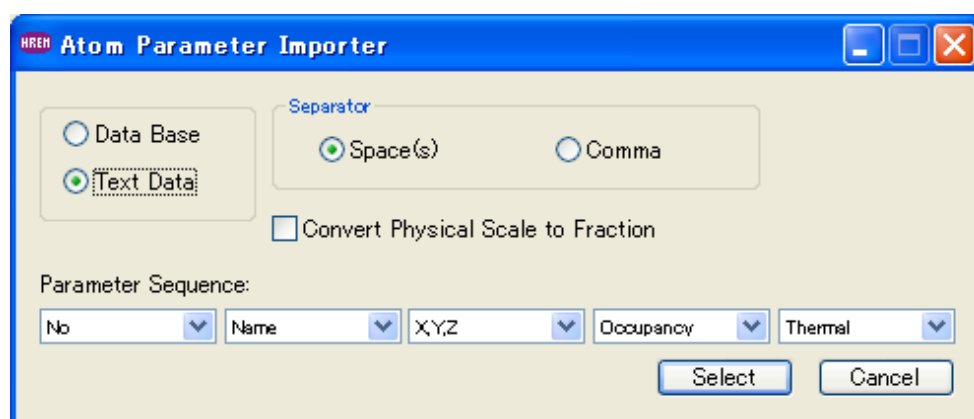 HREM Atom Parameter Importer
Separator
Data Base
Space(s) Comma
Text Data
Convert Physical Scale to Fraction
Parameter Sequence:
No Name X,Y,Z Occupancy Thermal
Select Cancel